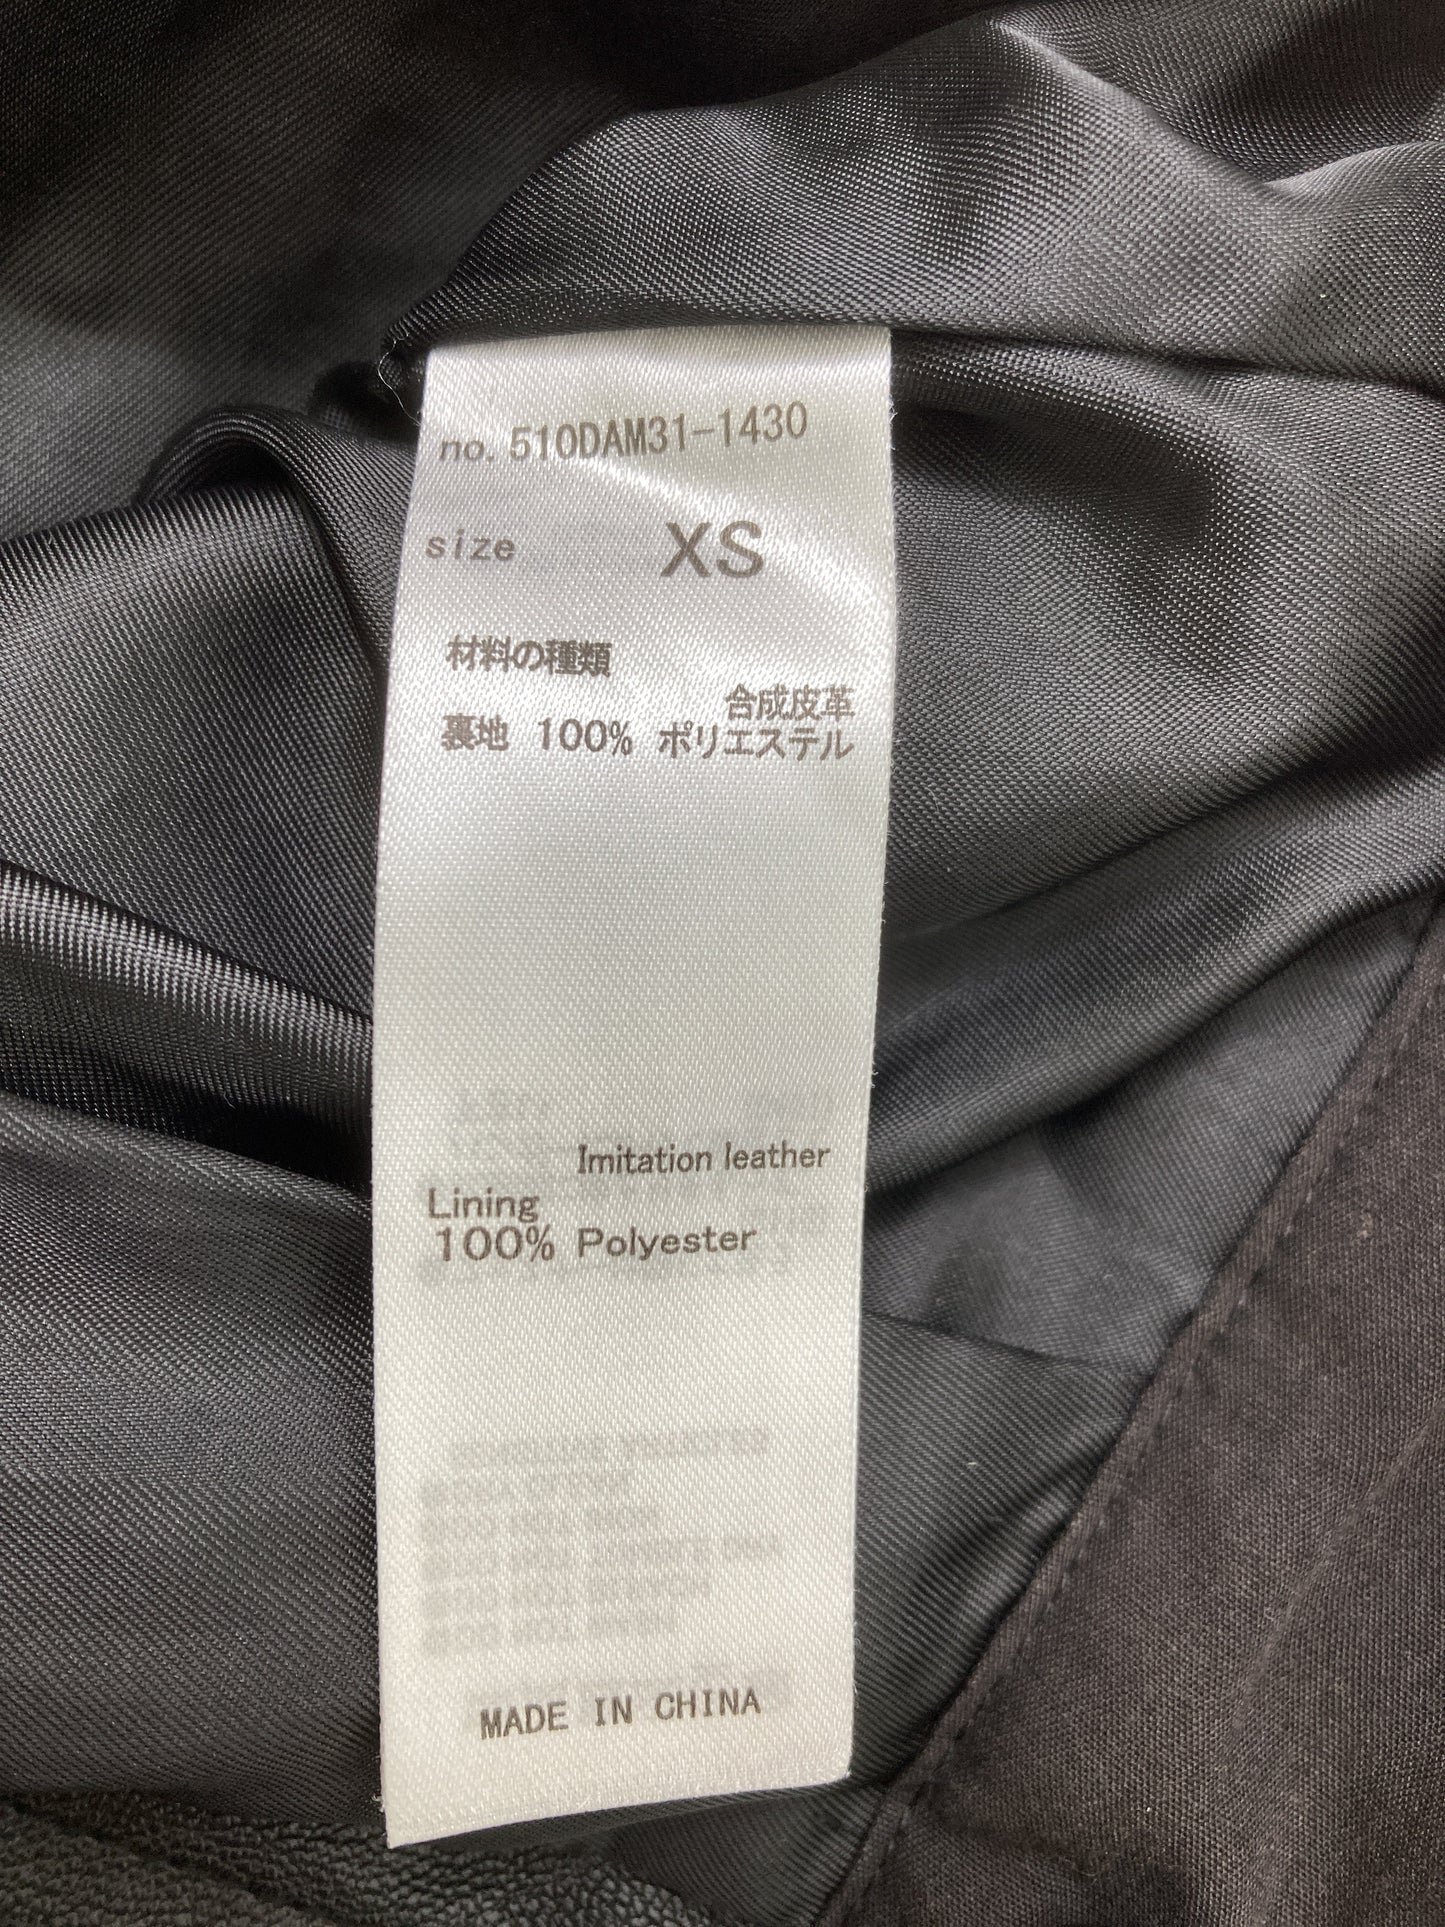 no. 510DAM31-1430
size XS
材料の種類
合成皮革
裏地 100% ポリエステル
Imitation leather
Lining
100% Polyester
MADE IN CHINA